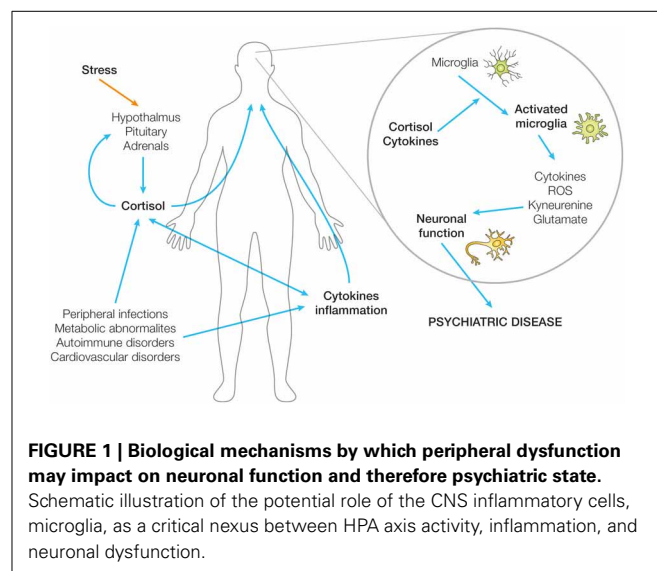 Stress
Hypothalmus
Pituitary
Adrenals
Cortisol
Peripheral infections
Metabolic abnormalites
Autoimmune disorders
Cardiovascular disorders
Cytokines
inflammation
Microglia
Cortisol
Cytokines
Activated
microglia
Cytokines
ROS
Kyneurenine
Glutamate
Neuronal
function
PSYCHIATRIC DISEASE
FIGURE 1 | Biological mechanisms by which peripheral dysfunction
may impact on neuronal function and therefore psychiatric state.
Schematic illustration of the potential role of the CNS inflammatory cells,
microglia, as a critical nexus between HPA axis activity, inflammation, and
neuronal dysfunction.